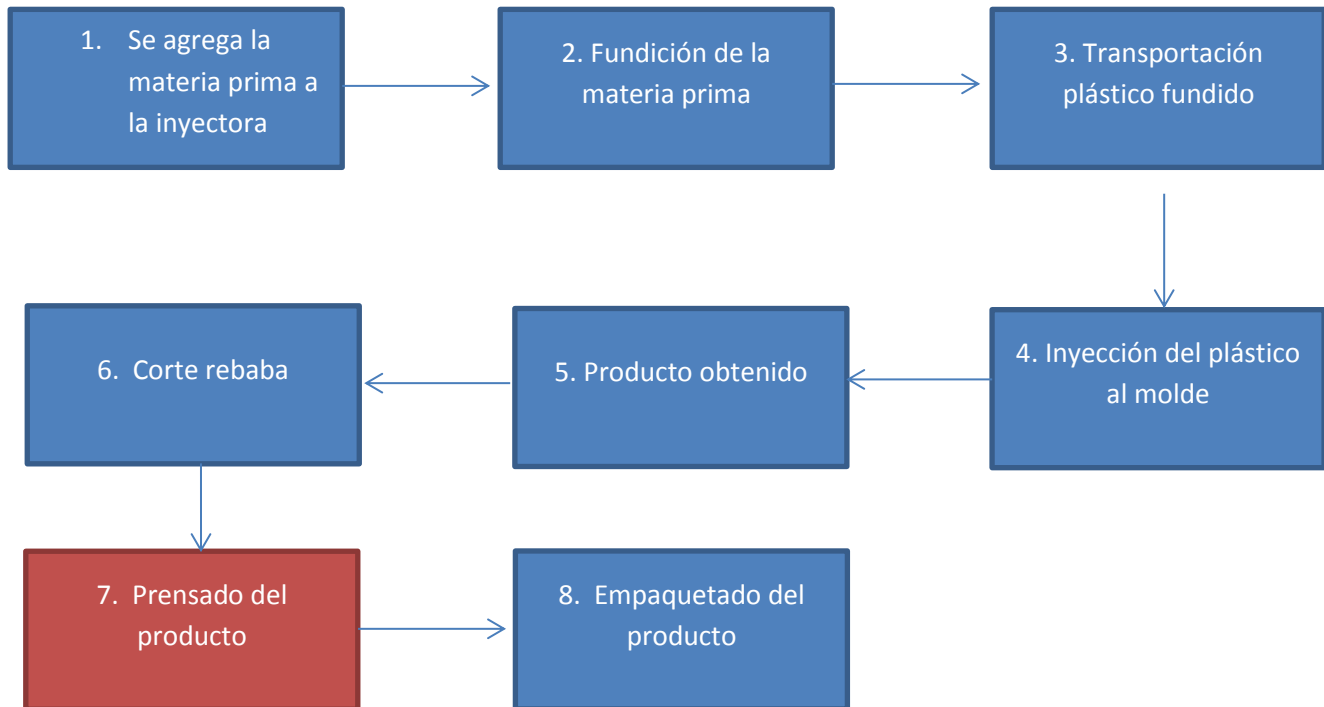 1. Se agrega la
materia prima a
la inyectora
2. Fundición de la
materia prima
3. Transportación
plástico fundido
4. Inyección del plástico
al molde
5. Producto obtenido
6. Corte rebaba
7. Prensado del
producto
8. Empaquetado del
producto